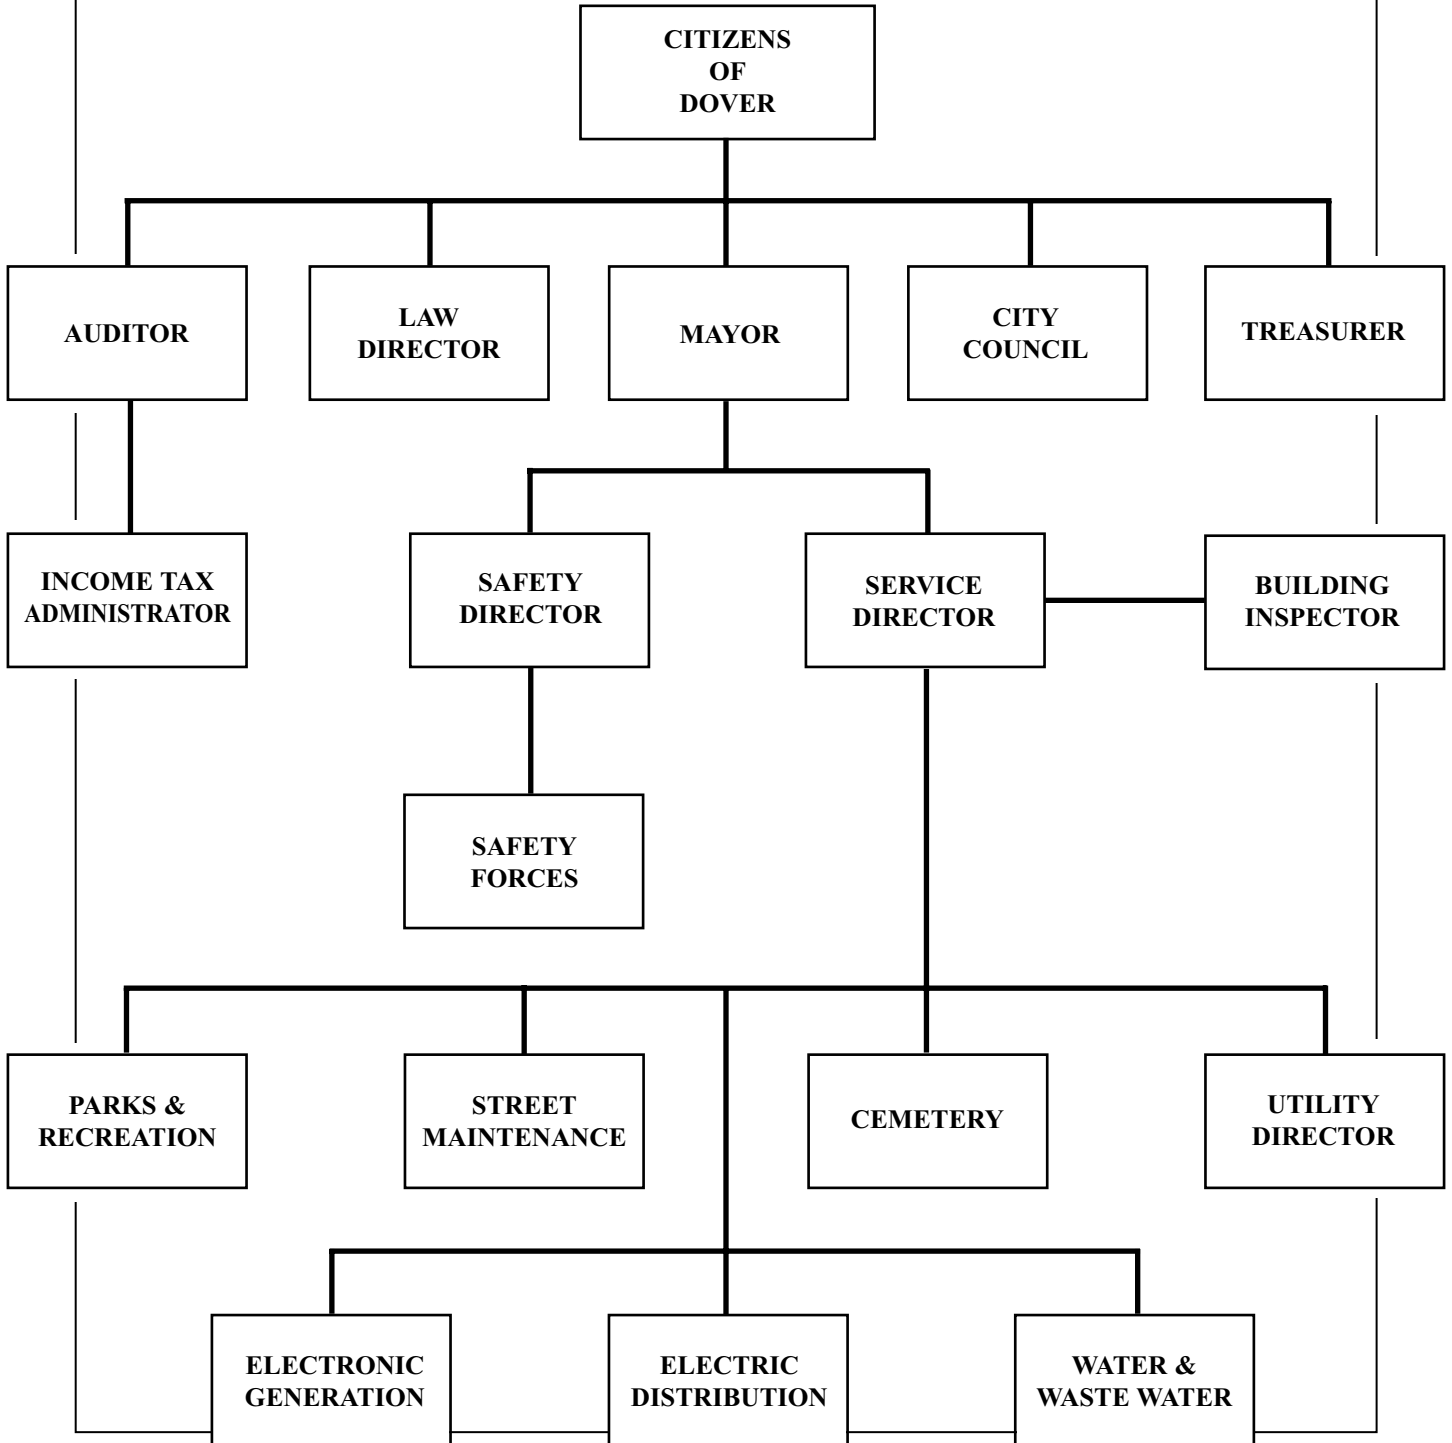 CITIZENS
OF
DOVER
AUDITOR
LAW
DIRECTOR
MAYOR
CITY
COUNCIL
TREASURER
INCOME TAX
ADMINISTRATOR
SAFETY
DIRECTOR
SERVICE
DIRECTOR
BUILDING
INSPECTOR
SAFETY
FORCES
PARKS &
RECREATION
STREET
MAINTENANCE
CEMETERY
UTILITY
DIRECTOR
ELECTRONIC
GENERATION
ELECTRIC
DISTRIBUTION
WATER &
WASTE WATER